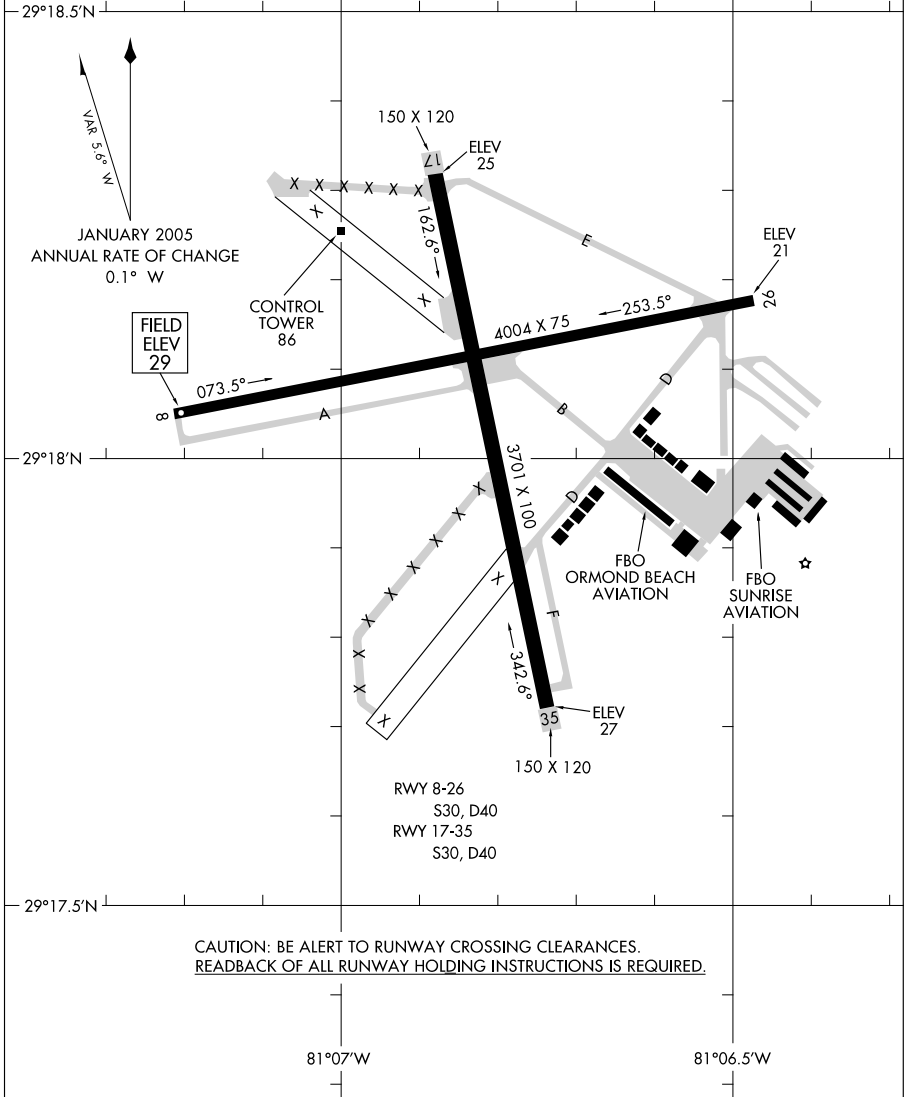 29°18.5'N
VAR 5.6° W
JANUARY 2005
ANNUAL RATE OF CHANGE
0.1° W
150 X 120
17
ELEV
25
162.6°
X X X X X X
X
X
CONTROL
TOWER
86
E
ELEV
21
26
253.5°
4004 X 75
FIELD
ELEV
29
8
073.5°
A
B
D
29°18'N
3701 X 100
D
FBO
ORMOND BEACH
AVIATION
FBO
SUNRISE
AVIATION
X
X
X
X
X
X
X
X
X
X
X
F
342.6°
35
ELEV
27
150 X 120
RWY 8-26
S30, D40
RWY 17-35
S30, D40
29°17.5'N
CAUTION: BE ALERT TO RUNWAY CROSSING CLEARANCES.
READBACK OF ALL RUNWAY HOLDING INSTRUCTIONS IS REQUIRED.
81°07'W
81°06.5'W